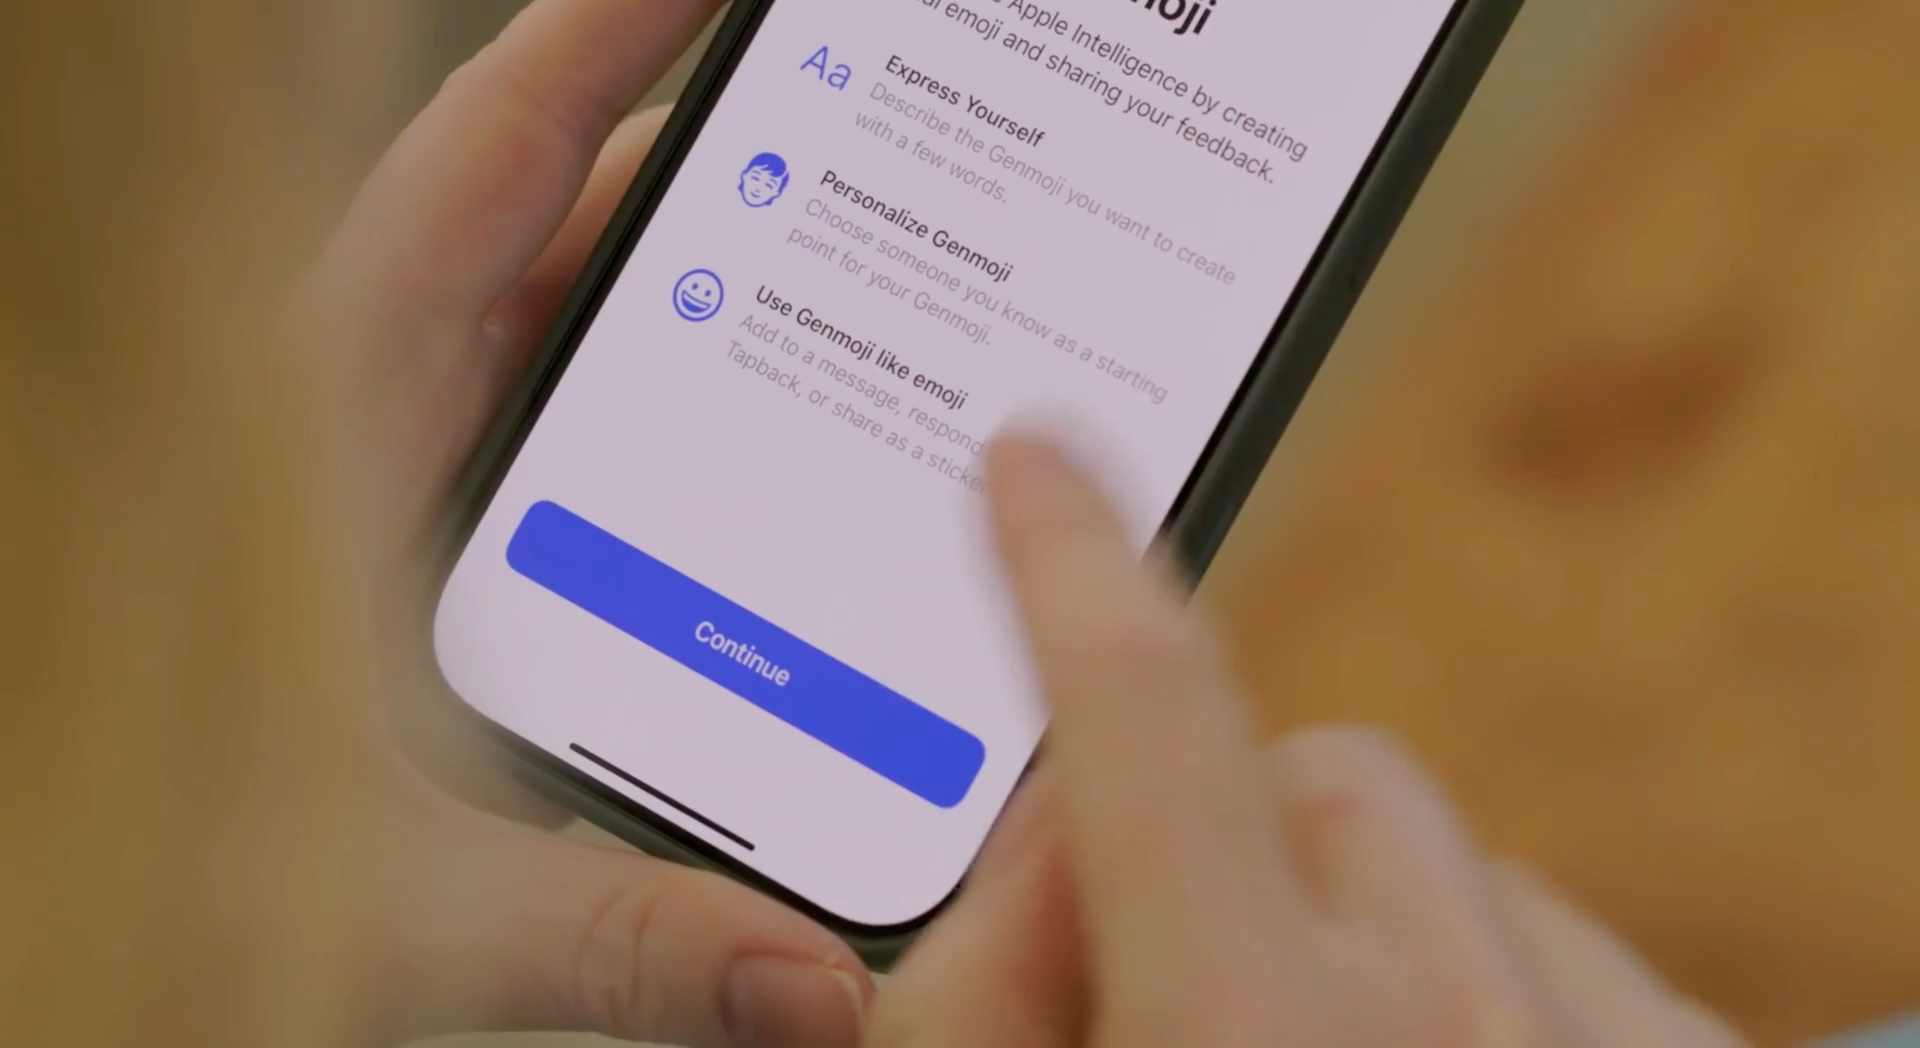 Apple Intelligence by creating
emoji and sharing your feedback.
Aa
Express Yourself
Describe the Genmoji you want to create
with a few words.
Personalize Genmoji
Choose someone you know as a starting
point for your Genmoji.
Use Genmoji like emoji
Add to a message, respond
Tapback, or share as a
Continue